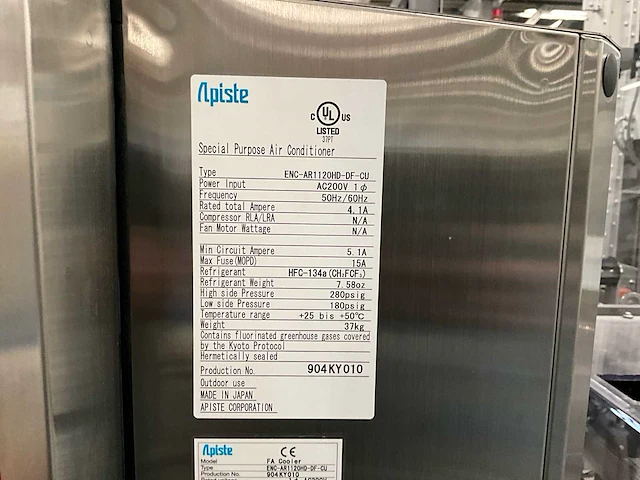 Apiste
C UL US
LISTED
37PT
Special Purpose Air Conditioner
Type ENC-AR1120HD-DF-CU
Power Input AC200V 1φ
Frequency 50Hz/60Hz
Rated total Ampere 4.1A
Compressor RLA/LRA N/A
Fan Motor Wattage N/A
Min Circuit Ampere 5.1A
Max Fuse(MOPD) 15A
Refrigerant HFC-134a(CH₂FCF₃)
Refrigerant Weight 7.58oz
High side Pressure 280psig
Low side Pressure 180psig
Temperature range +25 bis +50℃
Weight 37kg
Contains fluorinated greenhouse gases covered
by the Kyoto Protocol
Hermetically sealed
Production No. 904KY010
Outdoor use
MADE IN JAPAN
APISTE CORPORATION
Apiste CE
Model FA Cooler
Type ENC-AR1120HD-DF-CU
Production No. 904KY010